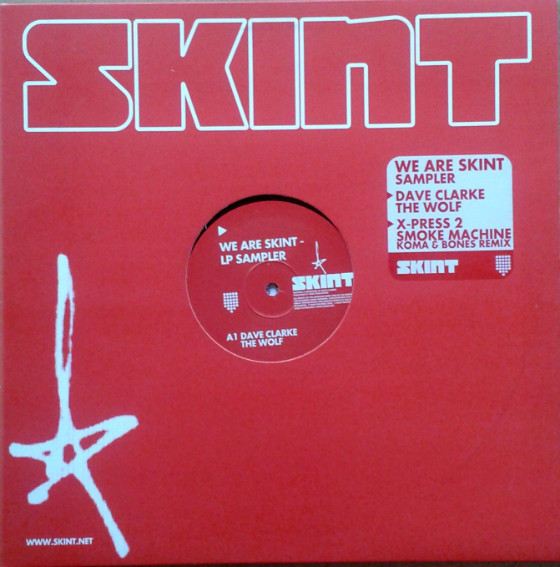 SKINT
WE ARE SKINT
SAMPLER
DAVE CLARKE
THE WOLF
X-PRESS 2
SMOKE MACHINE
KOMA & BONES REMIX
SKINT
WE ARE SKINT -
LP SAMPLER
SKINT
A1 DAVE CLARKE
THE WOLF
WWW.SKINT.NET